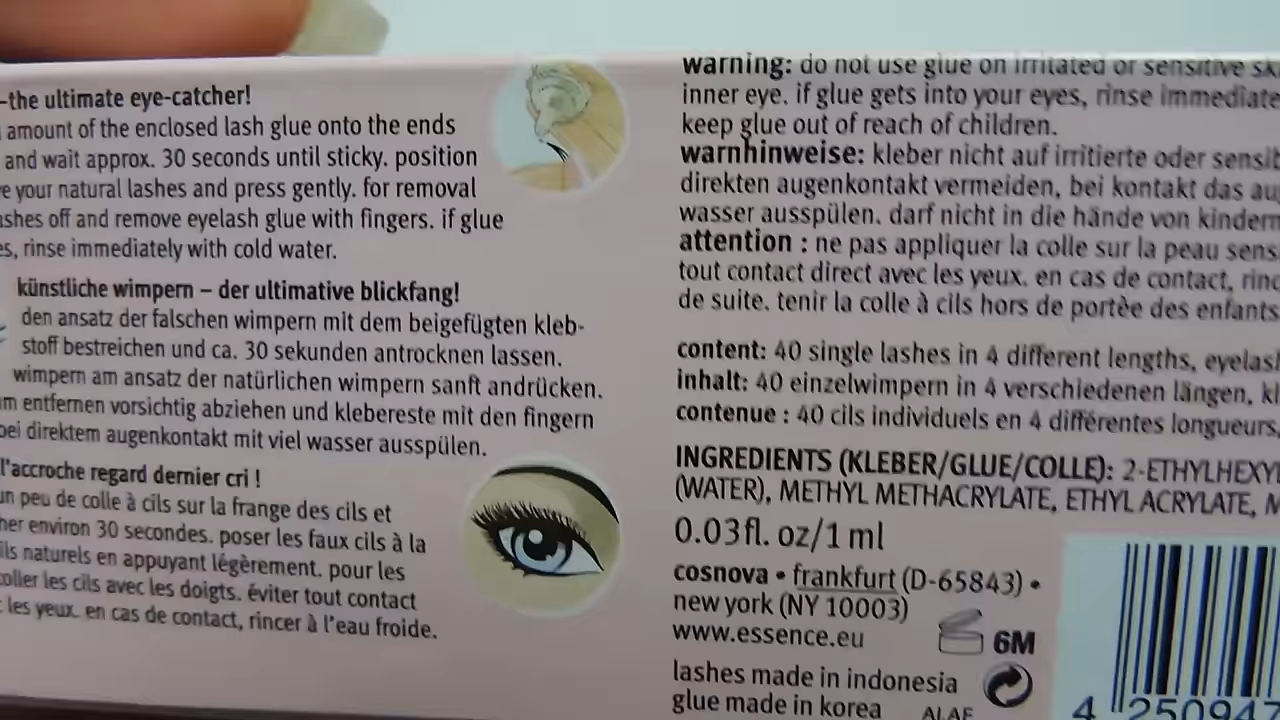 –the ultimate eye-catcher!
amount of the enclosed lash glue onto the ends
and wait approx. 30 seconds until sticky. position
your natural lashes and press gently. for removal
off and remove eyelash glue with fingers. if glue
rinse immediately with cold water.
künstliche wimpern – der ultimative blickfang!
den ansatz der falschen wimpern mit dem beigefügten kleb-
stoff bestreichen und ca. 30 sekunden antrocknen lassen.
wimpern am ansatz der natürlichen wimpern sanft andrücken.
entfernen vorsichtig abziehen und klebereste mit den fingern
bei direktem augenkontakt mit viel wasser ausspülen.
l'accroche regard dernier cri !
un peu de colle à cils sur la frange des cils et
environ 30 secondes. poser les faux cils à la
naturels en appuyant légèrement. pour les
les cils avec les doigts. éviter tout contact
les yeux. en cas de contact, rincer à l'eau froide.
warning: do not use glue on irritated or sensitive
inner eye. if glue gets into your eyes, rinse
keep glue out of reach of children.
warnhinweise: kleber nicht auf irritierte oder
direkten augenkontakt vermeiden, bei kontakt das
wasser ausspülen. darf nicht in die hände von kindern
attention : ne pas appliquer la colle sur la peau
tout contact direct avec les yeux. en cas de contact,
de suite. tenir la colle à cils hors de portèe des enfants
content: 40 single lashes in 4 different lengths,
inhalt: 40 einzelwimpern in 4 verschiedenen längen,
contenue : 40 cils individuels en 4 différentes longueurs,
INGREDIENTS (KLEBER/GLUE/COLLE): 2-ETHYLHEXY
(WATER), METHYL METHACRYLATE, ETHYL ACRYLATE,
0.03fl. oz/1 ml
cosnova • frankfurt (D-65843) •
new york (NY 10003)
www.essence.eu
6M
lashes made in indonesia
glue made in korea
4 250947